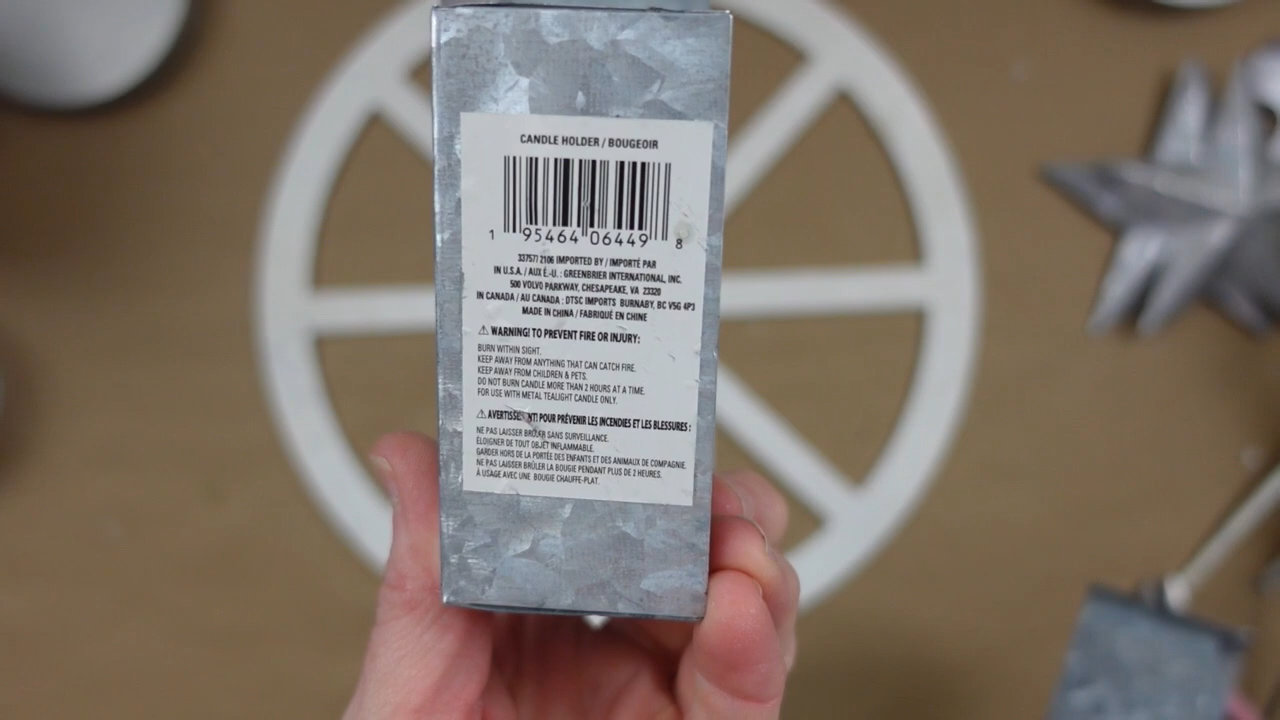 CANDLE HOLDER / BOUGEOIR
1 95464 06449 8
337577 2106 IMPORTED BY / IMPORTÉ PAR
IN U.S.A. / AUX É.-U. : GREENBRIER INTERNATIONAL, INC.
500 VOLVO PARKWAY, CHESAPEAKE, VA 23320
IN CANADA / AU CANADA : DTSC IMPORTS BURNABY, BC V5G 4P3
MADE IN CHINA / FABRIQUÉ EN CHINE
⚠ WARNING! TO PREVENT FIRE OR INJURY:
BURN WITHIN SIGHT.
KEEP AWAY FROM ANYTHING THAT CAN CATCH FIRE.
KEEP AWAY FROM CHILDREN & PETS.
DO NOT BURN CANDLE MORE THAN 2 HOURS AT A TIME.
FOR USE WITH METAL TEALIGHT CANDLE ONLY.
⚠ POUR PRÉVENIR LES INCENDIES ET LES BLESSURES :
NE PAS LAISSER BRÛLER SANS SURVEILLANCE.
ÉLOIGNER DE TOUT OBJET INFLAMMABLE.
GARDER HORS DE LA PORTÉE DES ENFANTS ET DES ANIMAUX DE COMPAGNIE.
NE PAS LAISSER BRÛLER LA BOUGIE PENDANT PLUS DE 2 HEURES.
À USAGE AVEC UNE BOUGIE CHAUFFE-PLAT.